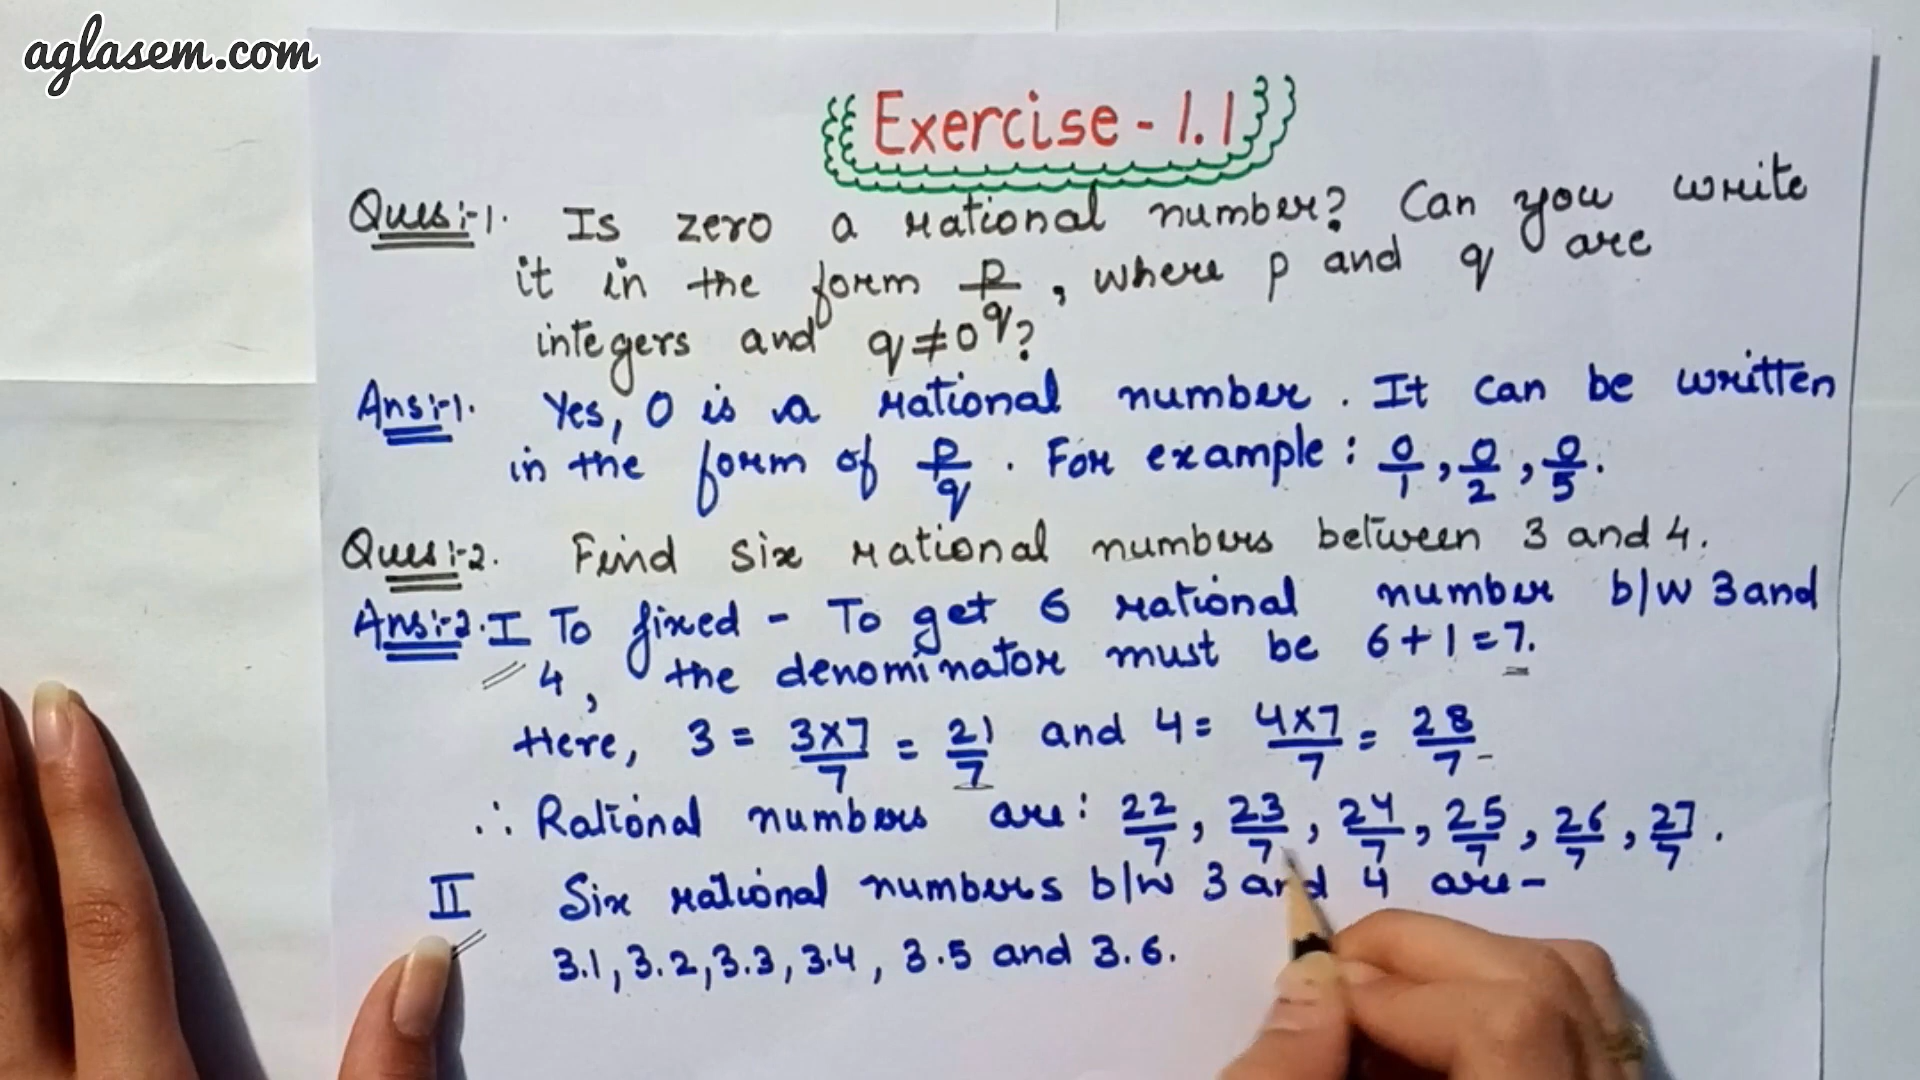 aglasem.com
Exercise - 1.1
Ques:-1. Is zero a rational number? Can you write
it in the form p/q, where p and q are
integers and q≠0?
Ans:-1. Yes, 0 is a rational number. It can be written
in the form of p/q. For example: 0/1, 0/2, 0/5.
Ques:-2. Find six rational numbers between 3 and 4.
Ans:-2. I To fixed - To get 6 rational number b/w 3 and
4, the denominator must be 6+1=7.
Here, 3 = 3×7/7 = 21/7 and 4 = 4×7/7 = 28/7
∴ Rational numbers are: 22/7, 23/7, 24/7, 25/7, 26/7, 27/7.
II Six rational numbers b/w 3 and 4 are-
3.1, 3.2, 3.3, 3.4, 3.5 and 3.6.